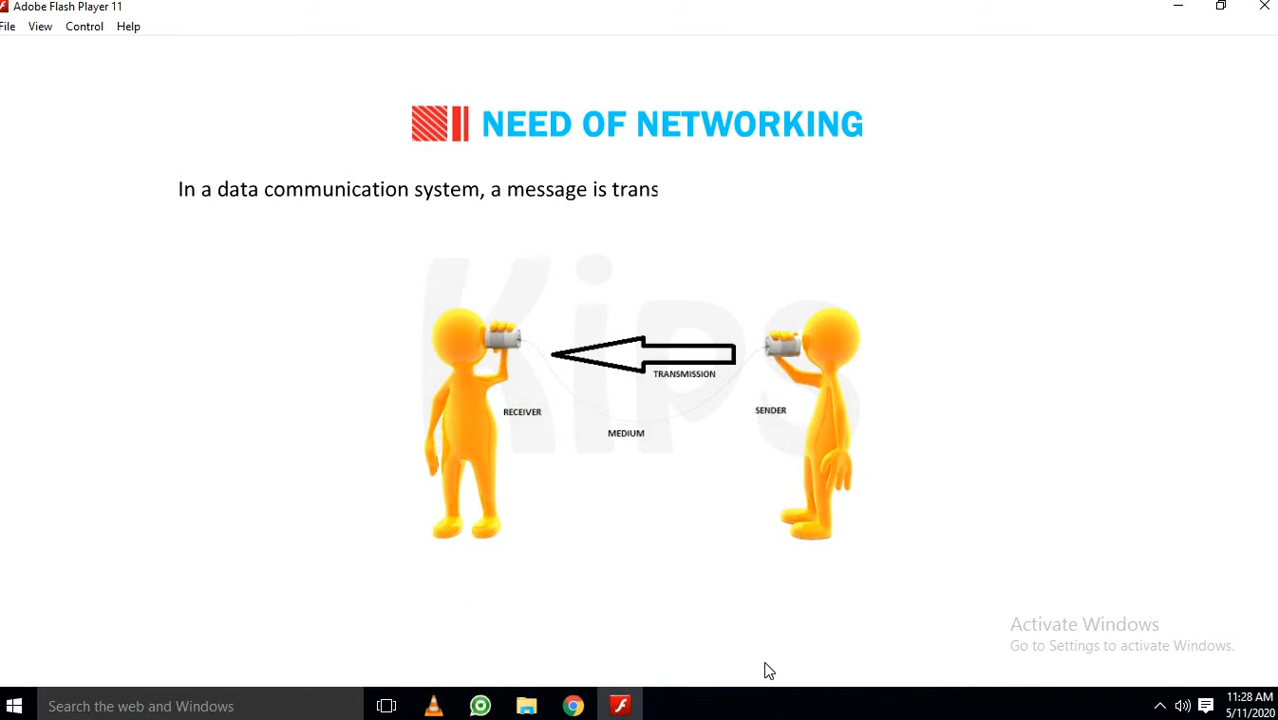 Adobe Flash Player 11
File View Control Help
NEED OF NETWORKING
In a data communication system, a message is trans
Kips
TRANSMISSION
RECEIVER
SENDER
MEDIUM
Activate Windows
Go to Settings to activate Windows.
Search the web and Windows
11:28 AM
5/11/2020